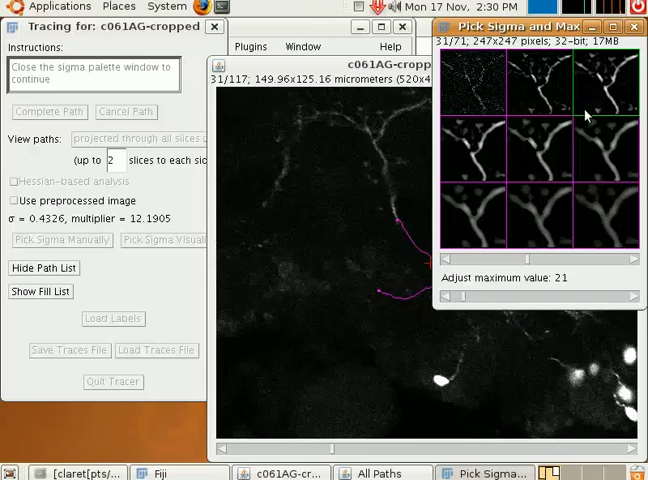 Applications Places System Mon 17 Nov, 2:30 PM
Tracing for: c061AG-cropped
Instructions:
Close the sigma palette window to
continue
Complete Path Cancel Path
View paths: projected through all slices
(up to 2 slices to each sid
Hessian-based analysis
Use preprocessed image
σ = 0.4326, multiplier = 12.1905
Pick Sigma Manually Pick Sigma Visual
Hide Path List
Show Fill List
Load Labels
Save Traces File Load Traces File
Quit Tracer
Plugins Window Help
c061AG-cropp
31/117; 149.96x125.16 micrometers (520x4
Pick Sigma and Max
31/71; 247x247 pixels; 32-bit; 17MB
Adjust maximum value: 21
[claret[pts/... Fiji c061AG-cr... All Paths Pick Sigma...